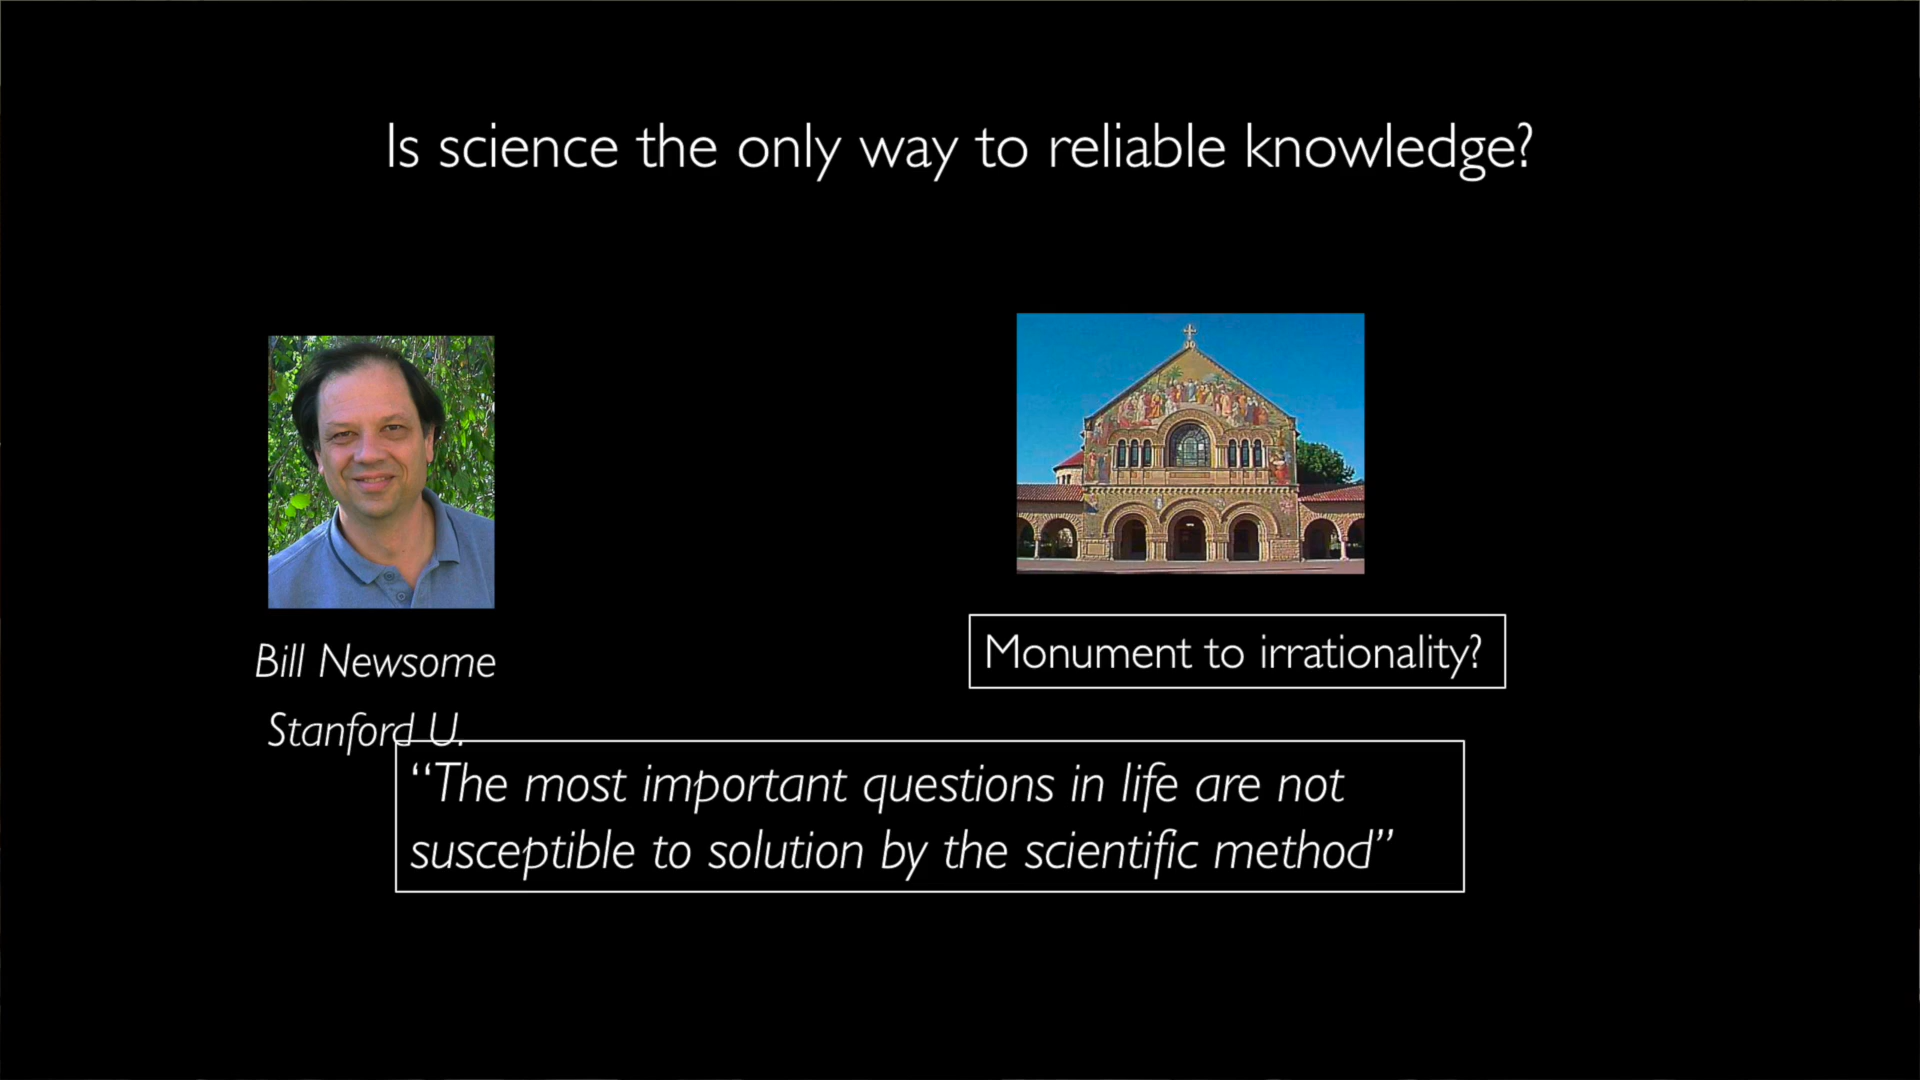 Is science the only way to reliable knowledge?
Bill Newsome
Stanford U.
Monument to irrationality?
“The most important questions in life are not
susceptible to solution by the scientific method”